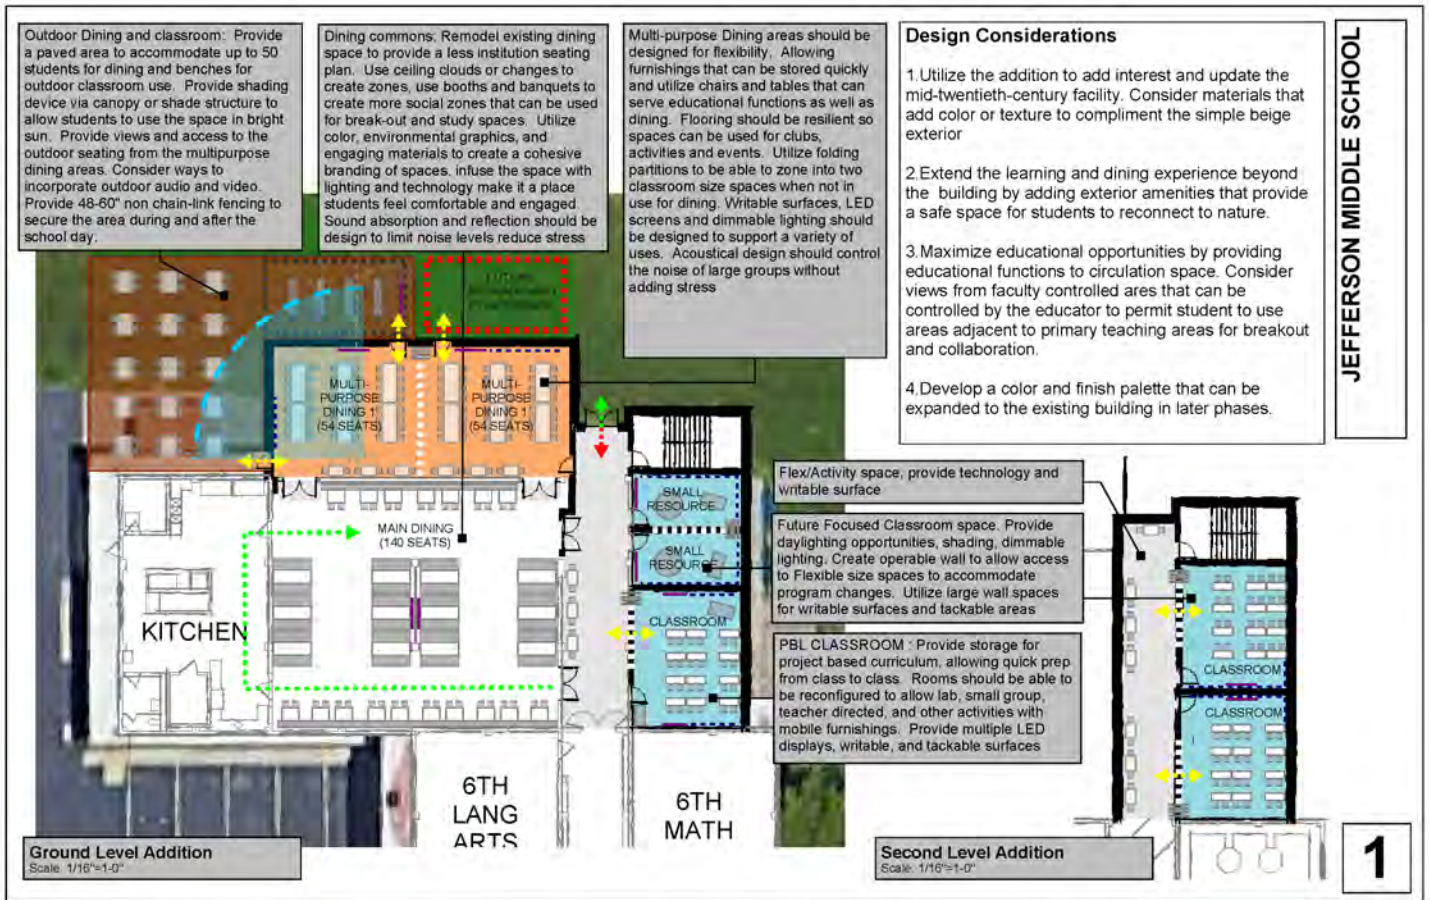 Outdoor Dining and classroom: Provide
a paved area to accommodate up to 50
students for dining and benches for
outdoor classroom use. Provide shading
device via canopy or shade structure to
allow students to use the space in bright
sun. Provide views and access to the
outdoor seating from the multipurpose
dining areas. Consider ways to
incorporate outdoor audio and video.
Provide 48-60" non chain-link fencing to
secure the area during and after the
school day.
Dining commons: Remodel existing dining
space to provide a less institution seating
plan. Use ceiling clouds or changes to
create zones, use booths and banquets to
create more social zones that can be used
for break-out and study spaces. Utilize
color, environmental graphics, and
engaging materials to create a cohesive
branding of spaces. infuse the space with
lighting and technology make it a place
students feel comfortable and engaged.
Sound absorption and reflection should be
design to limit noise levels reduce stress
Multi-purpose Dining areas should be
designed for flexibility. Allowing
furnishings that can be stored quickly
and utilize chairs and tables that can
serve educational functions as well as
dining. Flooring should be resilient so
spaces can be used for clubs,
activities and events. Utilize folding
partitions to be able to zone into two
classroom size spaces when not in
use for dining. Writable surfaces, LED
screens and dimmable lighting should
be designed to support a variety of
uses. Acoustical design should control
the noise of large groups without
adding stress
Design Considerations
1.Utilize the addition to add interest and update the
mid-twentieth-century facility. Consider materials that
add color or texture to compliment the simple beige
exterior
2.Extend the learning and dining experience beyond
the building by adding exterior amenities that provide
a safe space for students to reconnect to nature.
3.Maximize educational opportunities by providing
educational functions to circulation space. Consider
views from faculty controlled ares that can be
controlled by the educator to permit student to use
areas adjacent to primary teaching areas for breakout
and collaboration.
4.Develop a color and finish palette that can be
expanded to the existing building in later phases.
JEFFERSON MIDDLE SCHOOL
FUTURE
MULTI-
PURPOSE
DINING 1
(54 SEATS)
MULTI-
PURPOSE
DINING 1
(54 SEATS)
MAIN DINING
(140 SEATS)
KITCHEN
SMALL
RESOURCE
SMALL
RESOURCE
CLASSROOM
6TH
LANG
ARTS
6TH
MATH
Flex/Activity space, provide technology and
writable surface
Future Focused Classroom space. Provide
daylighting opportunities, shading, dimmable
lighting. Create operable wall to allow access
to Flexible size spaces to accommodate
program changes. Utilize large wall spaces
for writable surfaces and tackable areas
PBL CLASSROOM : Provide storage for
project based curriculum, allowing quick prep
from class to class. Rooms should be able to
be reconfigured to allow lab, small group,
teacher directed, and other activities with
mobile furnishings. Provide multiple LED
displays, writable, and tackable surfaces
CLASSROOM
CLASSROOM
Ground Level Addition
Scale: 1/16"=1-0"
Second Level Addition
Scale: 1/16"=1-0"
1